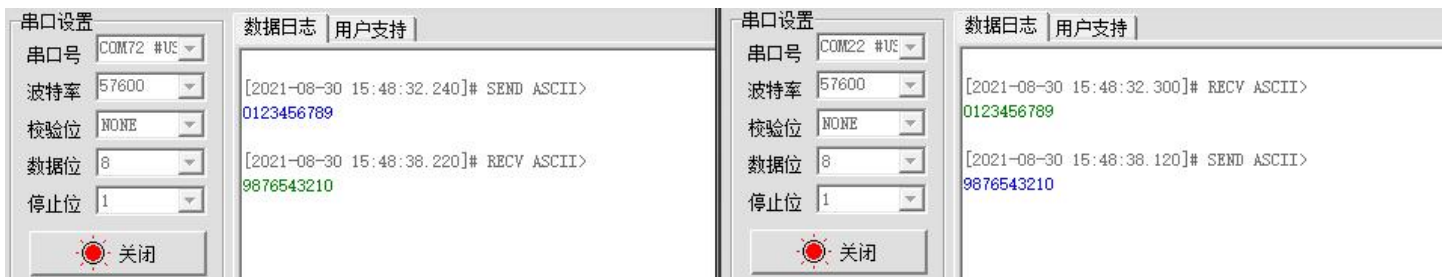 串口设置
串口号 COM72 #US
波特率 57600
校验位 NONE
数据位 8
停止位 1
关闭
数据日志 用户支持
[2021-08-30 15:48:32.240]# SEND ASCII>
0123456789
[2021-08-30 15:48:38.220]# RECV ASCII>
9876543210
串口设置
串口号 COM22 #US
波特率 57600
校验位 NONE
数据位 8
停止位 1
关闭
数据日志 用户支持
[2021-08-30 15:48:32.300]# RECV ASCII>
0123456789
[2021-08-30 15:48:38.120]# SEND ASCII>
9876543210